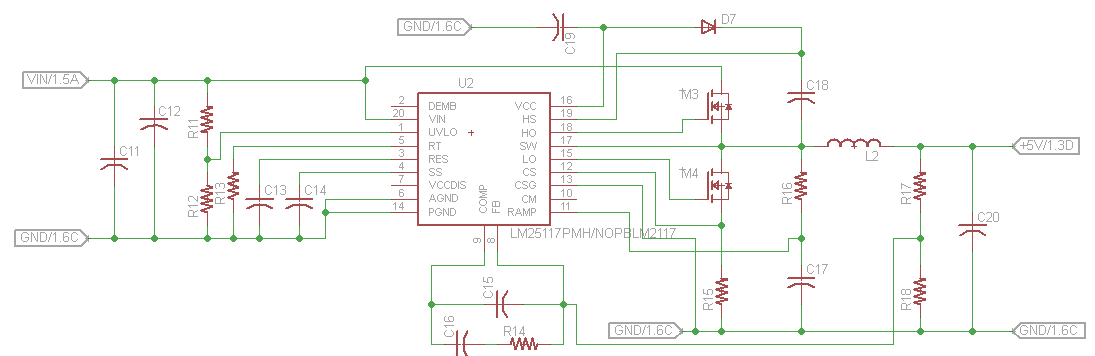 GND/1.6C
C19
D7
VIN/1.5A
C11
C12
R11
R12
R13
C13
C14
U2
2 DEMB VCC 16
20 VIN HS 19
1 UVLO HO 18
5 RT SW 17
3 RES LO 15
4 SS CS 12
7 VCCDIS CSG 13
6 AGND CM 10
14 PGND RAMP 11
COMP FB
9 8
LM25117PMH/NOPBLM2117
M3
M4
C18
L2
+5V/1.3D
R16
R17
C20
GND/1.6C
C17
R15
R18
C15
C16
R14
GND/1.6C
GND/1.6C